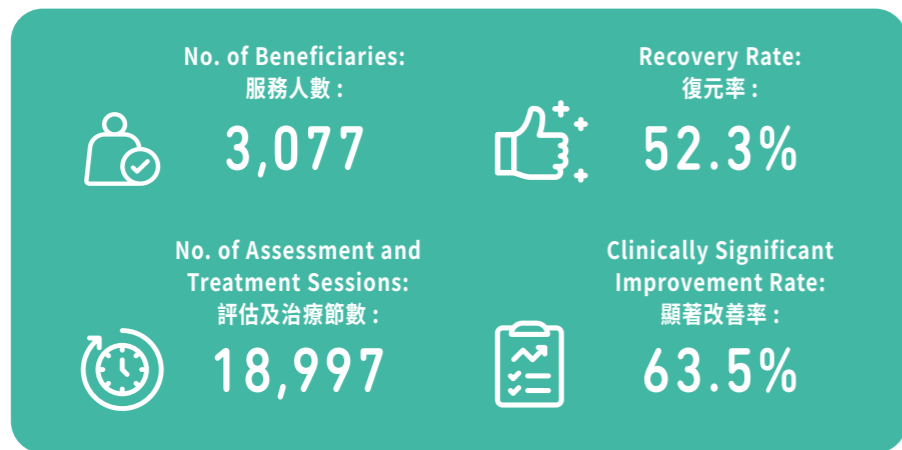 No. of Beneficiaries:
服務人數 :
3,077
Recovery Rate:
復元率 :
52.3%
No. of Assessment and
Treatment Sessions:
評估及治療節數 :
18,997
Clinically Significant
Improvement Rate:
顯著改善率 :
63.5%